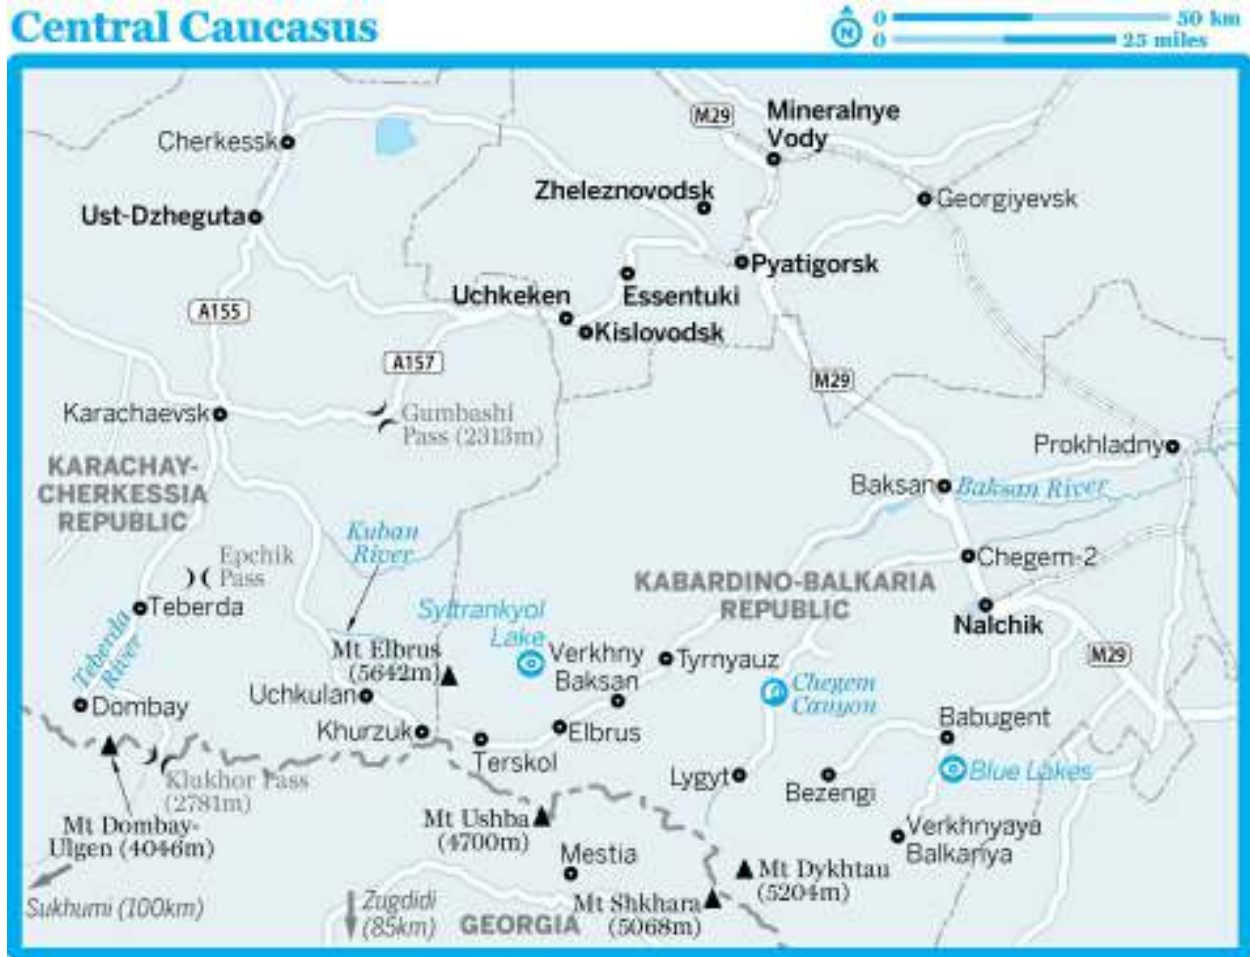 Central Caucasus
N
0 50 km
0 25 miles
M29
Mineralnye
Vody
Cherkessk
Zheleznovodsk
Georgiyevsk
Ust-Dzheguta
Pyatigorsk
Uchkeken
Essentuki
A155
Kislovodsk
A157
M29
Karachaevsk
Gumbashi
Pass (2313m)
Prokhladny
KARACHAY-
CHERKESSIA
REPUBLIC
Baksan
Baksan River
Kuban
River
Epchik
Pass
Chegem-2
KABARDINO-BALKARIA
REPUBLIC
Teberda
Syltrankyol
Lake
Nalchik
Teberda
River
Mt Elbrus
(5642m)
Verkhny
Baksan
Tyrnyauz
M29
Uchkulan
Chegem
Canyon
Dombay
Babugent
Khurzuk
Elbrus
Terskol
Klukhor Pass
(2781m)
Lygyt
Bezengi
Blue Lakes
Mt Dombay-
Ulgen (4046m)
Mt Ushba
(4700m)
Verkhnyaya
Balkariya
Mestia
Mt Dykhtau
(5204m)
Sukhumi (100km)
Zugdidi
(85km)
GEORGIA
Mt Shkhara
(5068m)